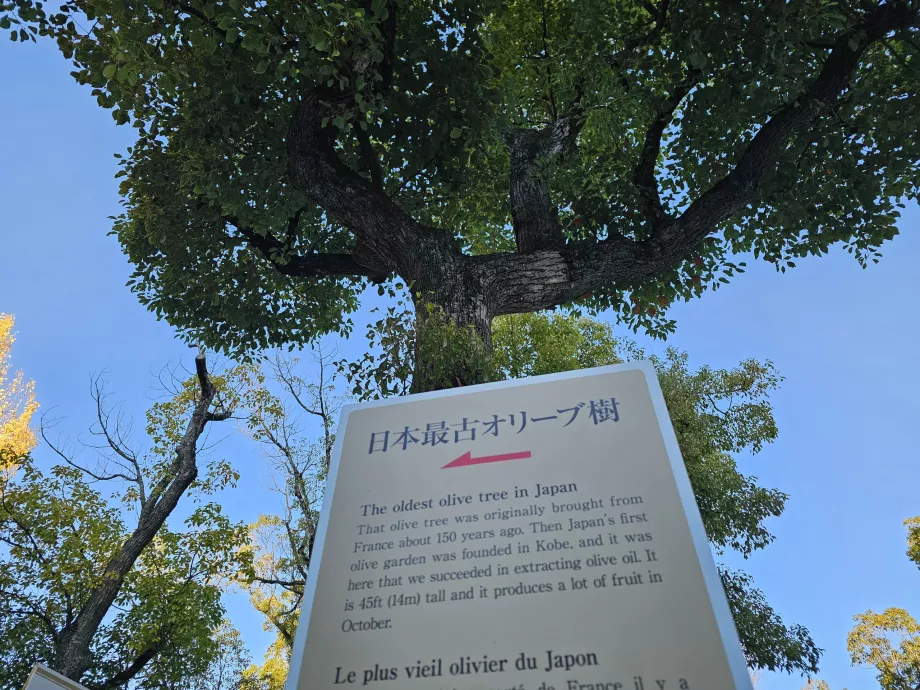 日本最古オリーブ樹
The oldest olive tree in Japan
That olive tree was originally brought from
France about 150 years ago. Then Japan's first
olive garden was founded in Kobe, and it was
here that we succeeded in extracting olive oil. It
is 45ft (14m) tall and it produces a lot of fruit in
October.
Le plus vieil olivier du Japon
de France il y a